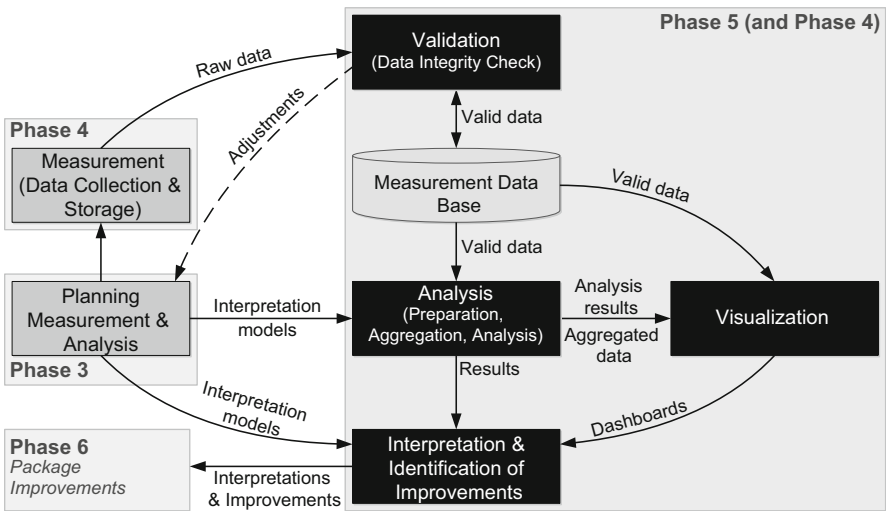 Phase 5 (and Phase 4)
Validation
(Data Integrity Check)
Raw data
Adjustments
Valid data
Phase 4
Measurement
(Data Collection &
Storage)
Measurement Data
Base
Valid data
Valid data
Planning
Measurement &
Analysis
Phase 3
Interpretation
models
Analysis
(Preparation,
Aggregation, Analysis)
Analysis
results
Aggregated
data
Visualization
Results
Interpretation
models
Dashboards
Phase 6
Package
Improvements
Interpretations
& Improvements
Interpretation &
Identification of
Improvements